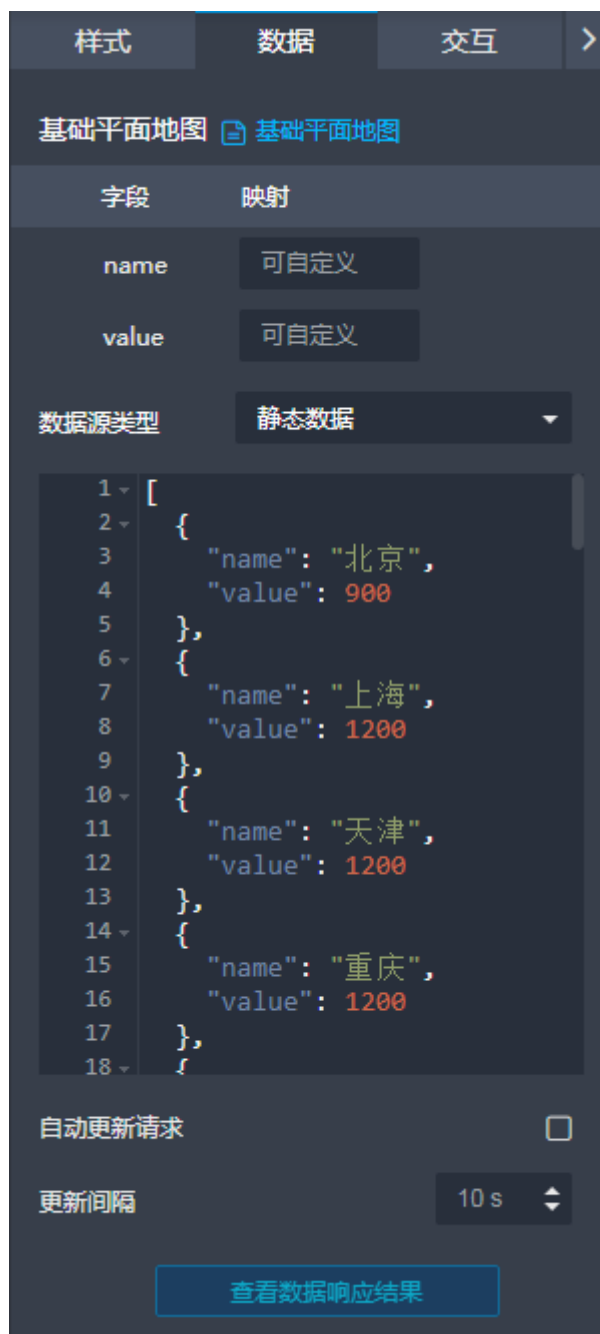 样式 数据 交互
基础平面地图 基础平面地图
字段 映射
name 可自定义
value 可自定义
数据源类型 静态数据
1 [
2 {
3 "name": "北京",
4 "value": 900
5 },
6 {
7 "name": "上海",
8 "value": 1200
9 },
10 {
11 "name": "天津",
12 "value": 1200
13 },
14 {
15 "name": "重庆",
16 "value": 1200
17 },
18 {
自动更新请求
更新间隔 10 s
查看数据响应结果